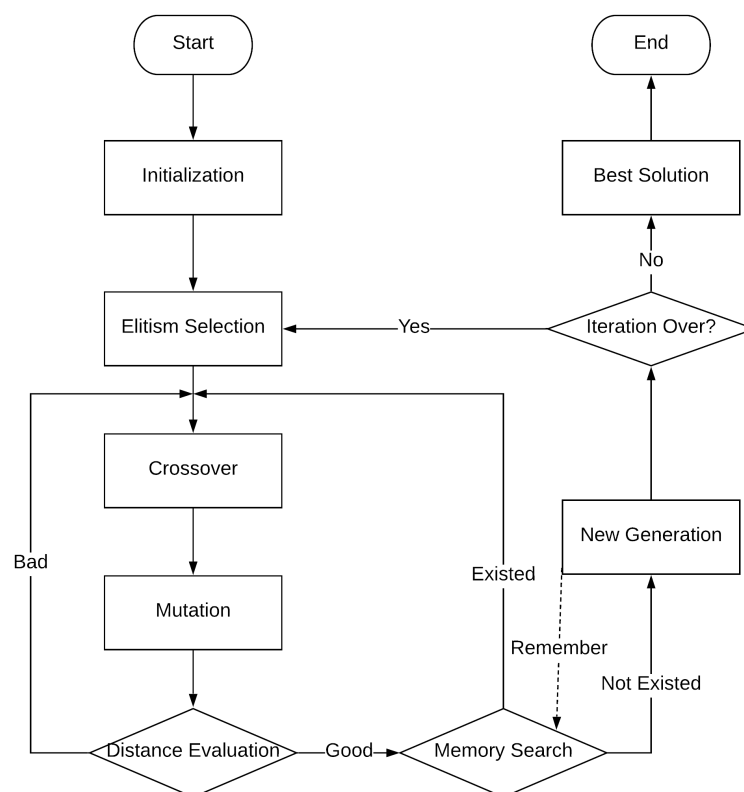 Start
End
Initialization
Best Solution
No
Elitism Selection
Yes
Iteration Over?
Crossover
New Generation
Bad
Existed
Mutation
Remember
Not Existed
Distance Evaluation
Good
Memory Search